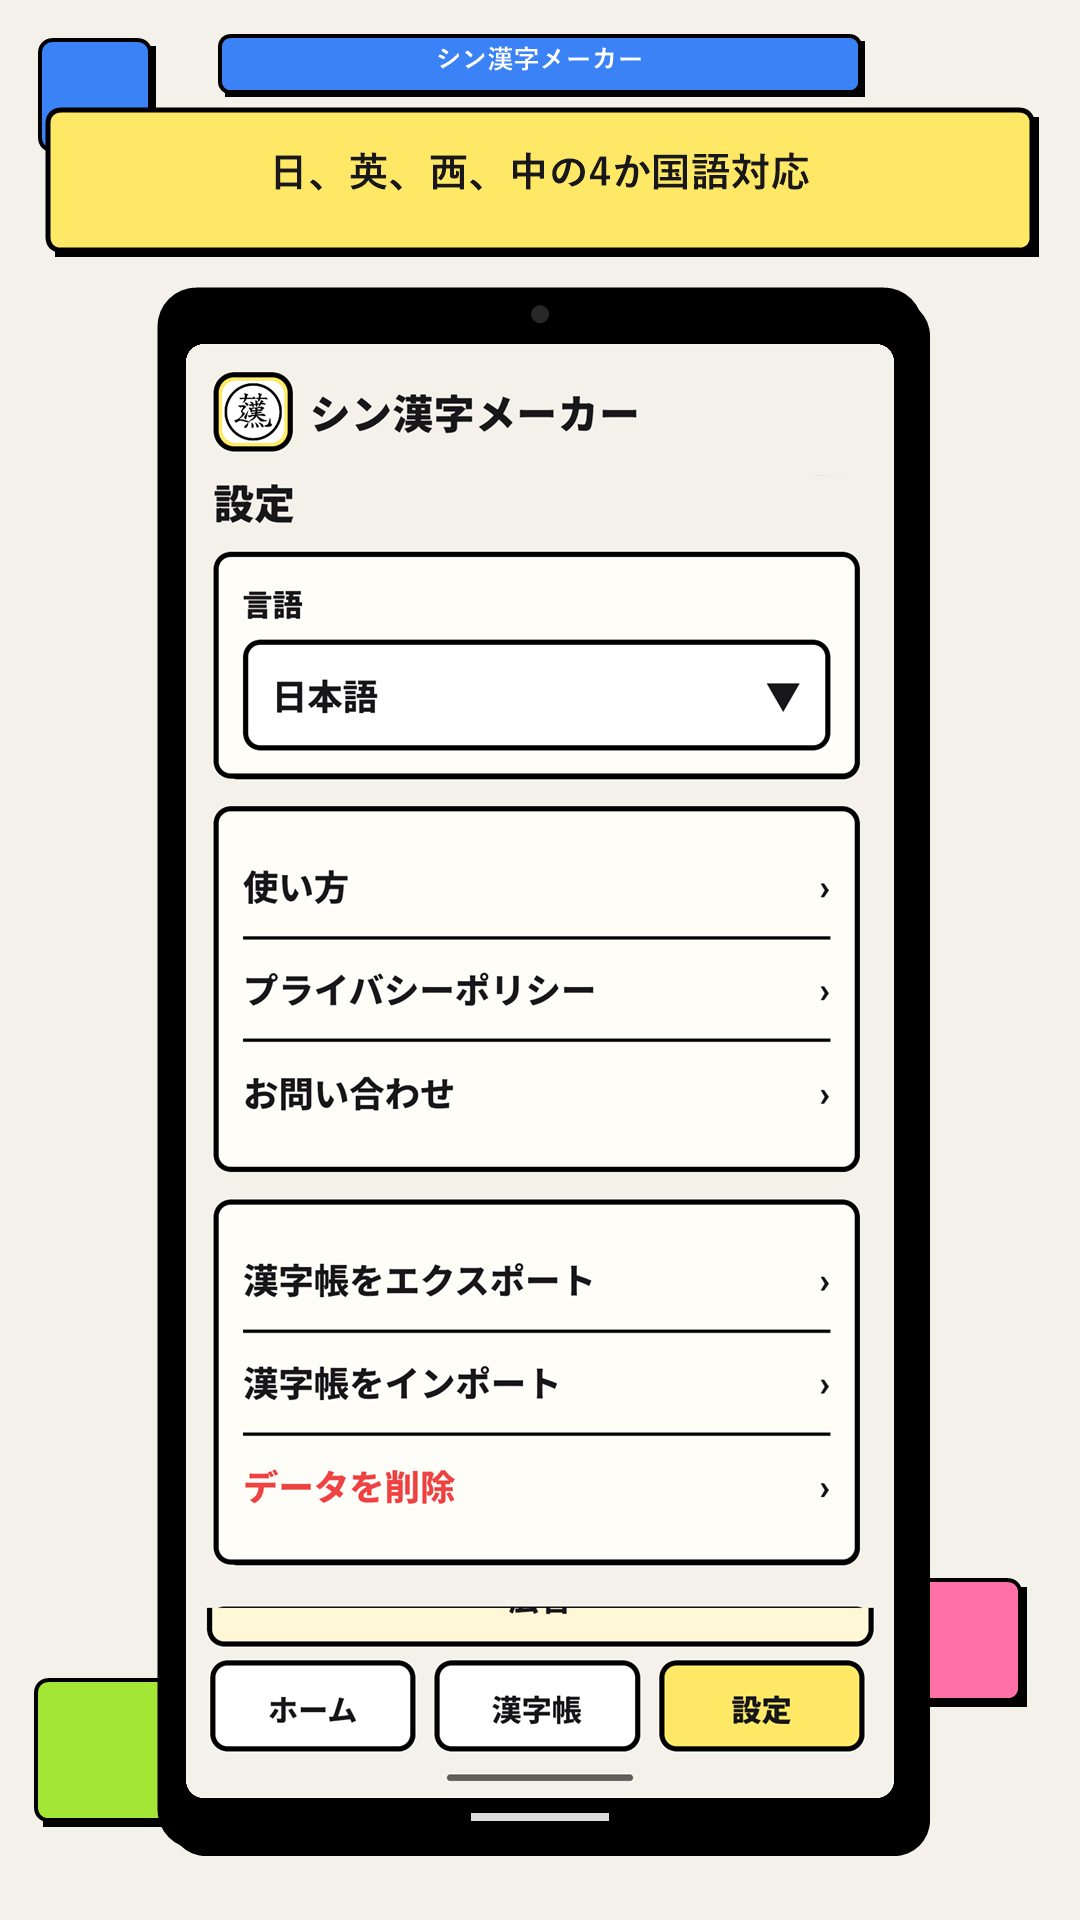 シン漢字メーカー
日、英、西、中の4か国語対応
シン漢字メーカー
設定
言語
日本語
▼
使い方
›
プライバシーポリシー
›
お問い合わせ
›
漢字帳をエクスポート
›
漢字帳をインポート
›
データを削除
›
ホーム
漢字帳
設定